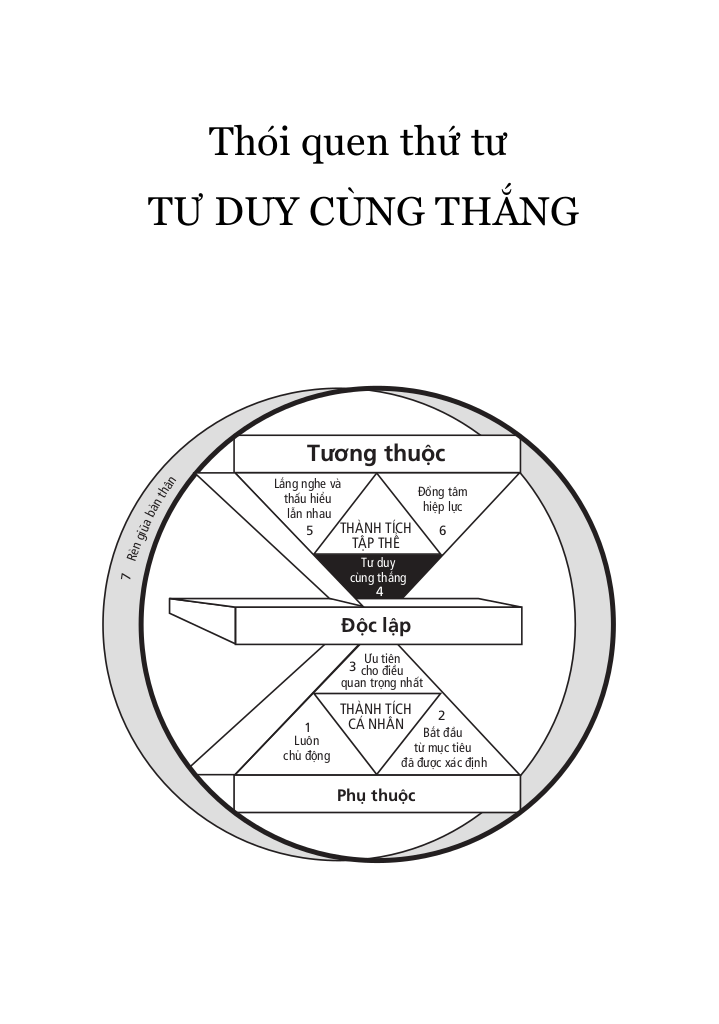 Thói quen thứ tư
TƯ DUY CÙNG THẮNG
Tương thuộc
Lắng nghe và
thấu hiểu
lẫn nhau
5
Đồng tâm
hiệp lực
6
THÀNH TÍCH
TẬP THỂ
Tư duy
cùng thắng
4
7 Rèn giũa bản thân
Độc lập
3 Ưu tiên
cho điều
quan trọng nhất
THÀNH TÍCH
CÁ NHÂN
1
Luôn
chủ động
2
Bắt đầu
từ mục tiêu
đã được xác định
Phụ thuộc